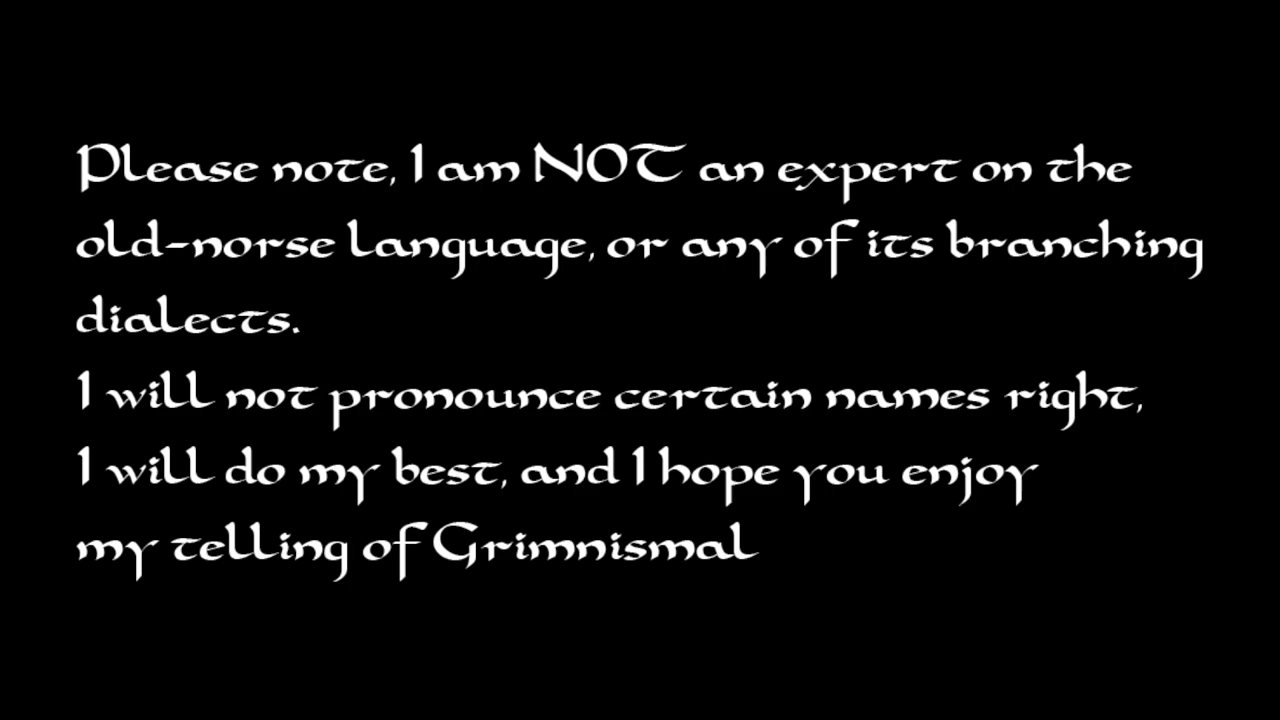 Please note, I am NOT an expert on the
old-norse language, or any of its branching
dialects.
I will not pronounce certain names right,
I will do my best, and I hope you enjoy
my telling of Grimnismal